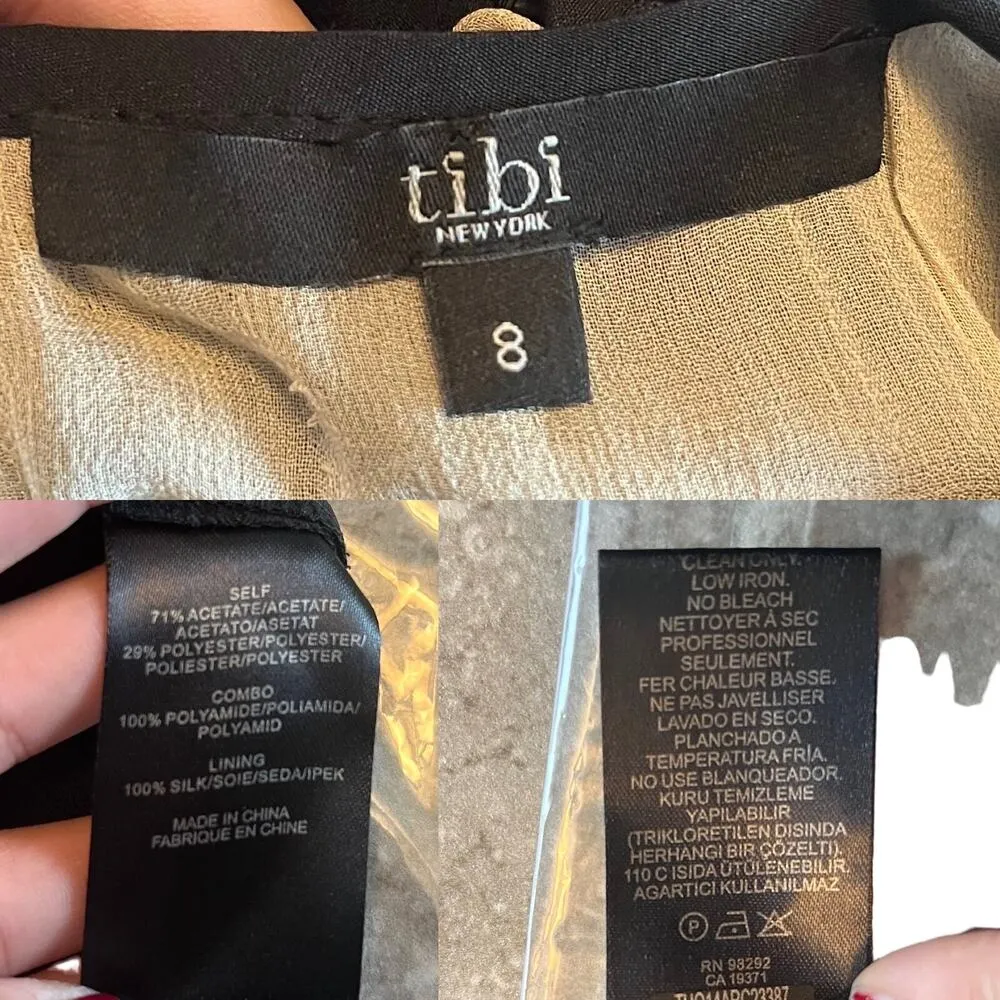 tibi
NEW YORK
8
SELF
71% ACETATE/ACETATE/
ACETATO/ASETAT
29% POLYESTER/POLYESTER/
POLIESTER/POLYESTER
COMBO
100% POLYAMIDE/POLIAMIDA/
POLYAMID
LINING
100% SILK/SOIE/SEDA/IPEK
MADE IN CHINA
FABRIQUE EN CHINE
CLEAN ONLY.
LOW IRON.
NO BLEACH
NETTOYER À SEC
PROFESSIONNEL
SEULEMENT.
FER CHALEUR BASSE.
NE PAS JAVELLISER
LAVADO EN SECO.
PLANCHADO A
TEMPERATURA FRÍA.
NO USE BLANQUEADOR.
KURU TEMIZLEME
YAPILABILIR
(TRIKLORETILEN DISINDA
HERHANGI BIR ÇÖZELTI).
110 C ISIDA ÜTÜLENEBILIR.
AGARTICI KULLANILMAZ
P
RN 98292
CA 19371